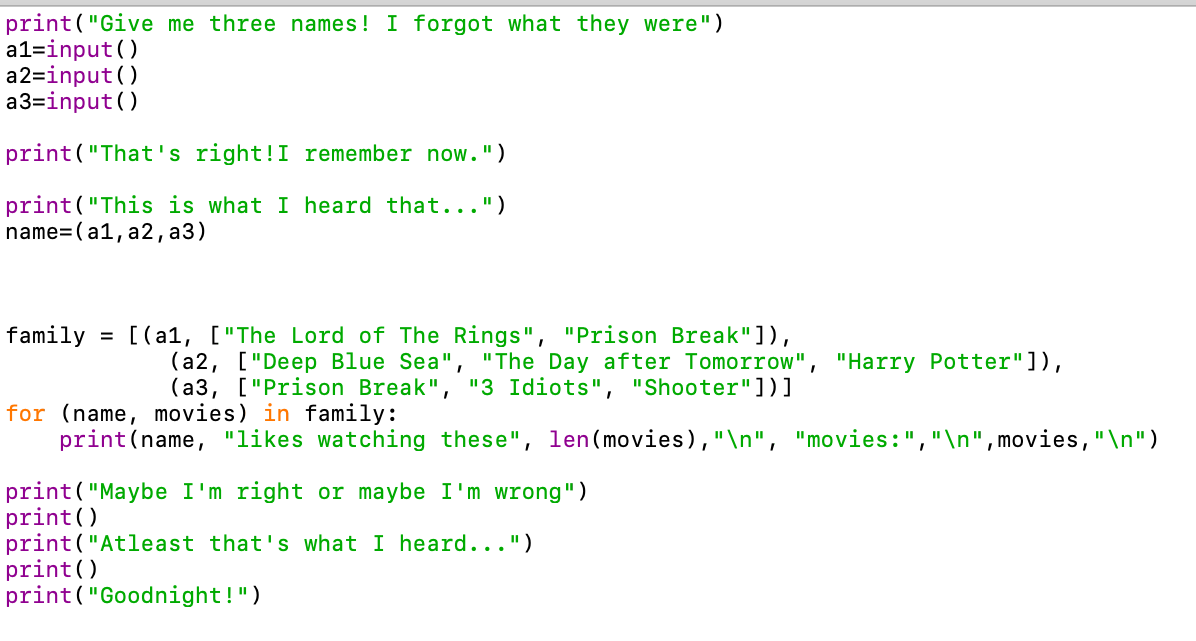 print("Give me three names! I forgot what they were")
a1=input()
a2=input()
a3=input()
print("That's right!I remember now.")
print("This is what I heard that...")
name=(a1,a2,a3)
family = [(a1, ["The Lord of The Rings", "Prison Break"]),
            (a2, ["Deep Blue Sea", "The Day after Tomorrow", "Harry Potter"]),
            (a3, ["Prison Break", "3 Idiots", "Shooter"])]
for (name, movies) in family:
    print(name, "likes watching these", len(movies),"\n", "movies:","\n",movies,"\n")
print("Maybe I'm right or maybe I'm wrong")
print()
print("Atleast that's what I heard...")
print()
print("Goodnight!")